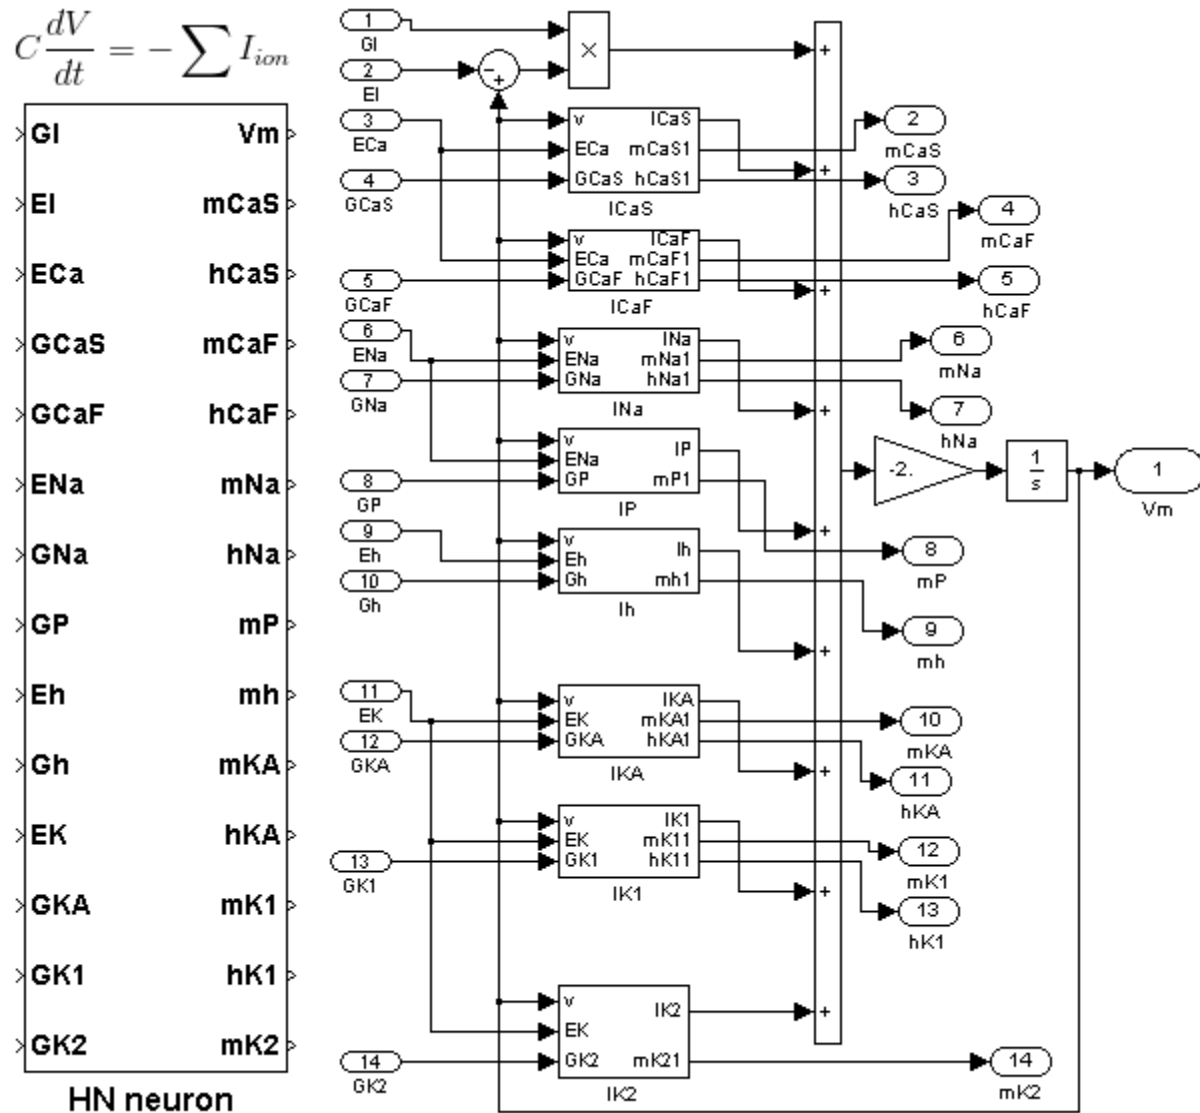 C dV/dt = − ∑ I_ion
GI Vm
EI mCaS
ECa hCaS
GCaS mCaF
GCaF hCaF
ENa mNa
GNa hNa
GP mP
Eh mh
Gh mKA
EK hKA
GKA mK1
GK1 hK1
GK2 mK2
HN neuron
1
GI
2
EI
3
ECa
4
GCaS
5
GCaF
6
ENa
7
GNa
8
GP
9
Eh
10
Gh
11
EK
12
GKA
13
GK1
14
GK2
-
+
×
v ICaS
ECa mCaS1
GCaS hCaS1
ICaS
v ICaF
ECa mCaF1
GCaF hCaF1
ICaF
v INa
ENa mNa1
GNa hNa1
INa
v IP
ENa
GP mP1
IP
v Ih
Eh
Gh mh1
Ih
v IKA
EK mKA1
GKA hKA1
IKA
v IK1
EK mK11
GK1 hK11
IK1
v IK2
EK
GK2 mK21
IK2
+
+
+
+
+
+
+
+
+
-2.
1
s
1
Vm
2
mCaS
3
hCaS
4
mCaF
5
hCaF
6
mNa
7
hNa
8
mP
9
mh
10
mKA
11
hKA
12
mK1
13
hK1
14
mK2